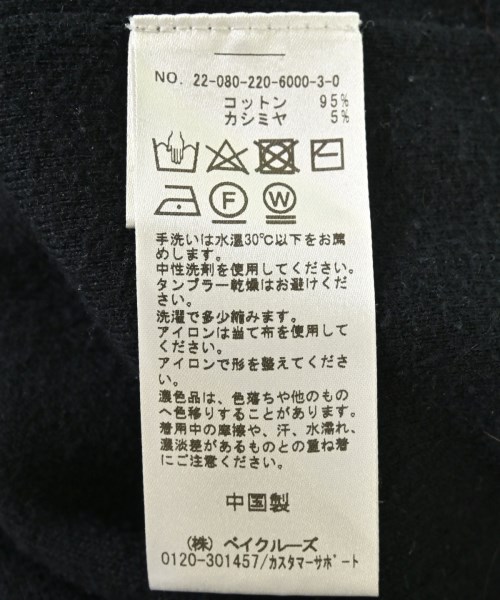 NO. 22-080-220-6000-3-0
コットン 95%
カシミヤ 5%
F W
手洗いは水温30℃以下をお薦
めします。
中性洗剤を使用してください。
タンブラー乾燥はお避けくだ
さい。
洗濯で多少縮みます。
アイロンは当て布を使用して
ください。
アイロンで形を整えてくださ
い。
濃色品は、色落ちや他のもの
へ色移りすることがあります。
着用中の摩擦や、汗、水濡れ、
濃淡差があるものとの重ね着
にご注意ください。
中国製
(株) ベイクルーズ
0120-301457/カスタマーサポート